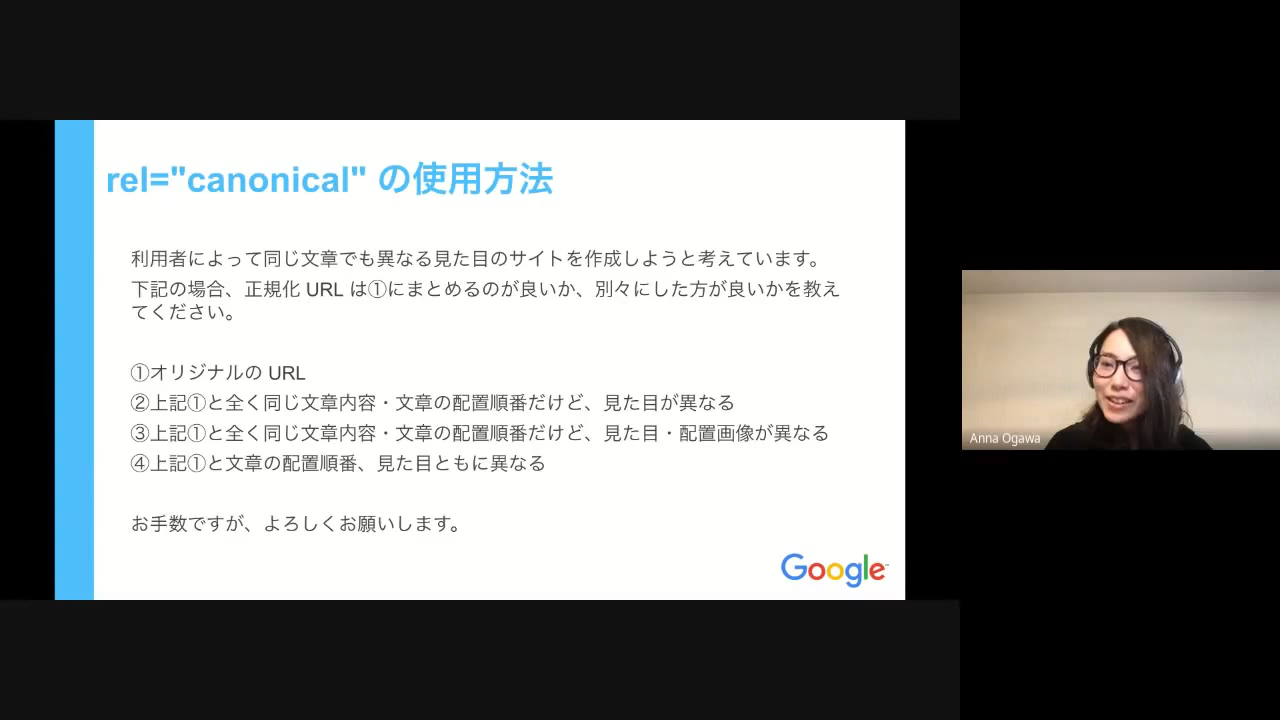 rel="canonical" の使用方法
利用者によって同じ文章でも異なる見た目のサイトを作成しようと考えています。
下記の場合、正規化 URL は①にまとめるのが良いか、別々にした方が良いかを教え
てください。
①オリジナルの URL
②上記①と全く同じ文章内容・文章の配置順番だけど、見た目が異なる
③上記①と全く同じ文章内容・文章の配置順番だけど、見た目・配置画像が異なる
④上記①と文章の配置順番、見た目ともに異なる
お手数ですが、よろしくお願いします。
Google
Anna Ogawa